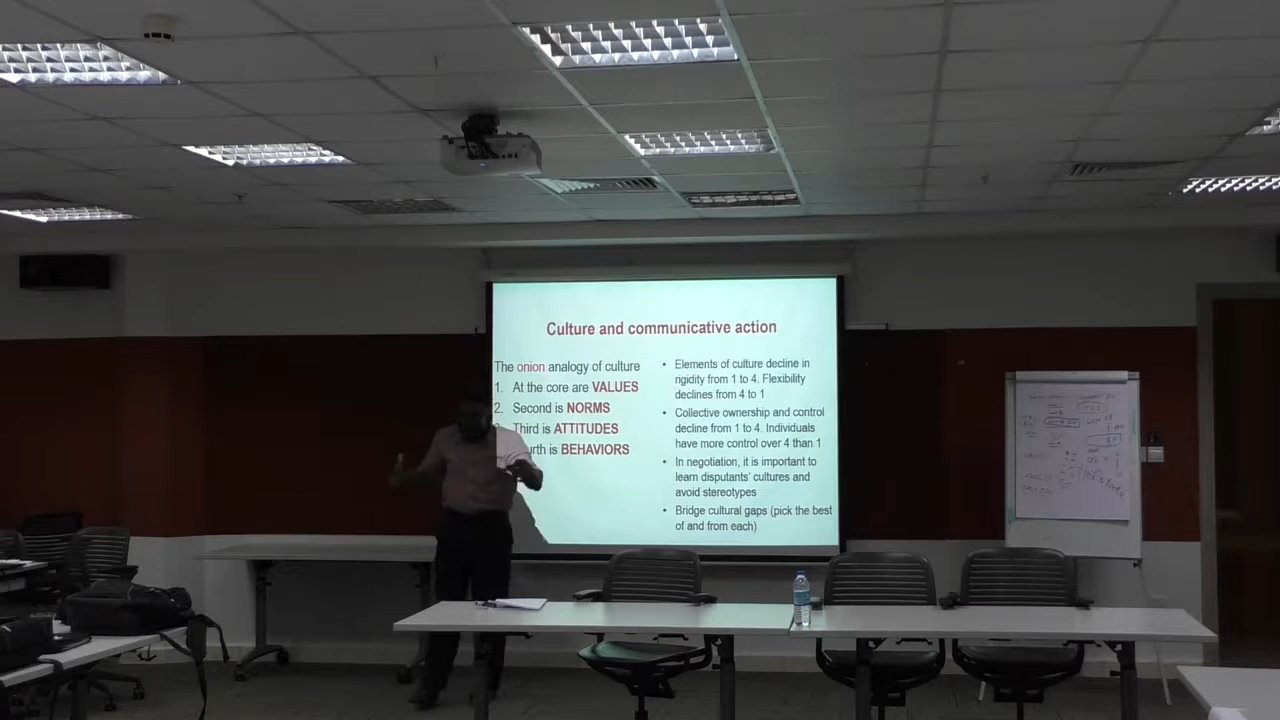 Culture and communicative action
The onion analogy of culture
1. At the core are VALUES
2. Second is NORMS
Third is ATTITUDES
is BEHAVIORS
• Elements of culture decline in
rigidity from 1 to 4. Flexibility
declines from 4 to 1
• Collective ownership and control
decline from 1 to 4. Individuals
have more control over 4 than 1
• In negotiation, it is important to
learn disputants' cultures and
avoid stereotypes
• Bridge cultural gaps (pick the best
of and from each)